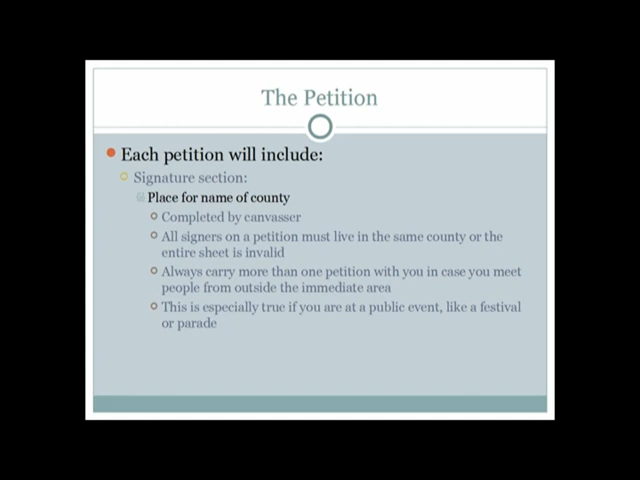 The Petition
Each petition will include:
Signature section:
Place for name of county
Completed by canvasser
All signers on a petition must live in the same county or the
entire sheet is invalid
Always carry more than one petition with you in case you meet
people from outside the immediate area
This is especially true if you are at a public event, like a festival
or parade